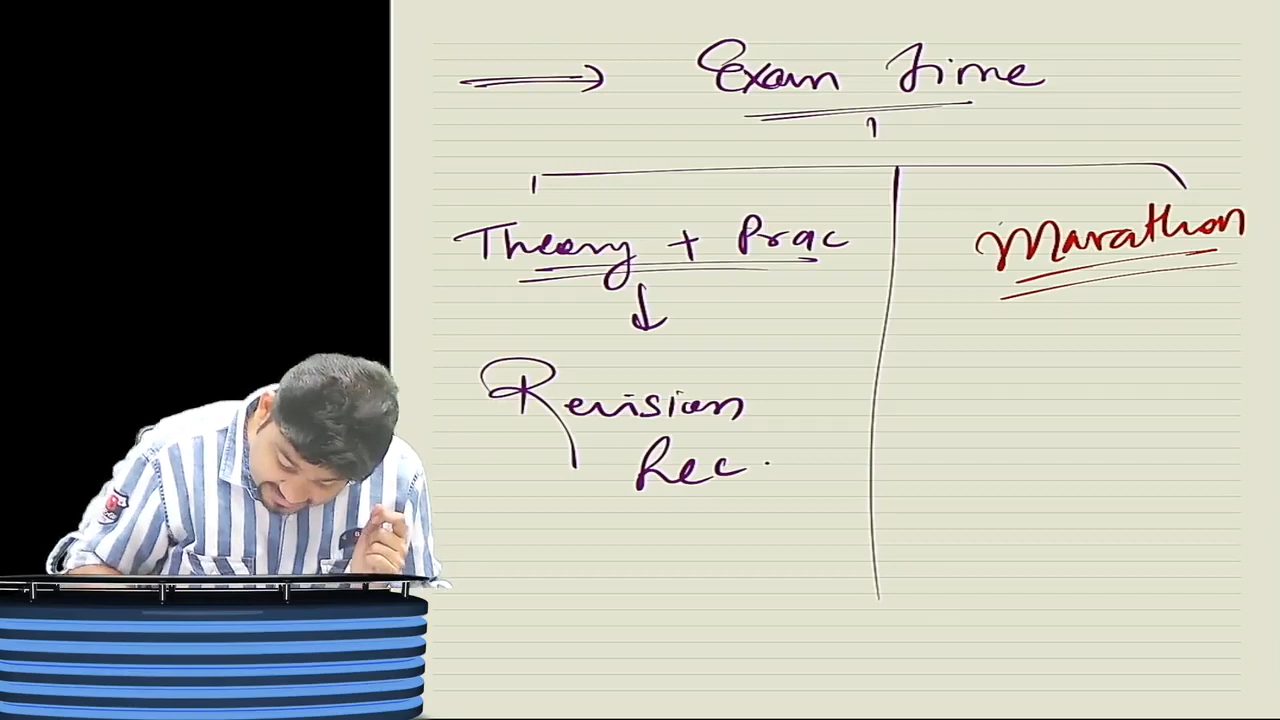 Exam Time
Theory + Prac
Marathon
Revision
Rec.